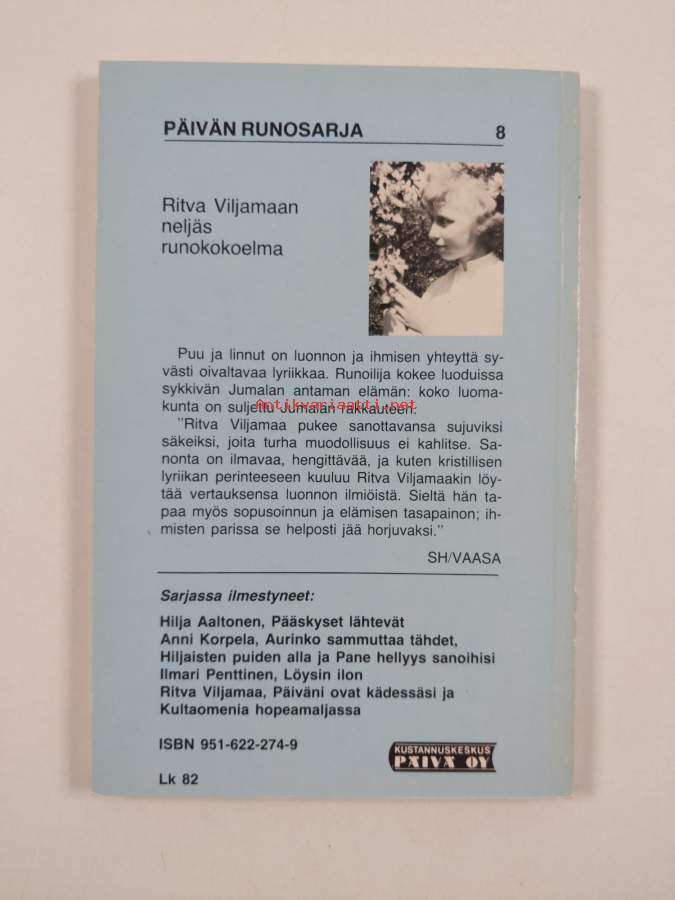 PÄIVÄN RUNOSARJA 8
Ritva Viljamaan
neljäs
runokokoelma
Puu ja linnut on luonnon ja ihmisen yhteyttä sy-
västi oivaltavaa lyriikkaa. Runoilija kokee luoduissa
sykkivän Jumalan antaman elämän: koko luoma-
kunta on suljettu Jumalan rakkauteen.
Antikvariaatti.net
"Ritva Viljamaa pukee sanottavansa sujuviksi
säkeiksi, joita turha muodollisuus ei kahlitse. Sa-
nonta on ilmavaa, hengittävää, ja kuten kristillisen
lyriikan perinteeseen kuuluu Ritva Viljamaakin löy-
tää vertauksensa luonnon ilmiöistä. Sieltä hän ta-
paa myös sopusoinnun ja elämisen tasapainon; ih-
misten parissa se helposti jää horjuvaksi."
SH/VAASA
Sarjassa ilmestyneet:
Hilja Aaltonen, Pääskyset lähtevät
Anni Korpela, Aurinko sammuttaa tähdet,
Hiljaisten puiden alla ja Pane hellyys sanoihisi
Ilmari Penttinen, Löysin ilon
Ritva Viljamaa, Päiväni ovat kädessäsi ja
Kultaomenia hopeamaljassa
ISBN 951-622-274-9
KUSTANNUSKESKUS
PÄIVÄ OY
Lk 82